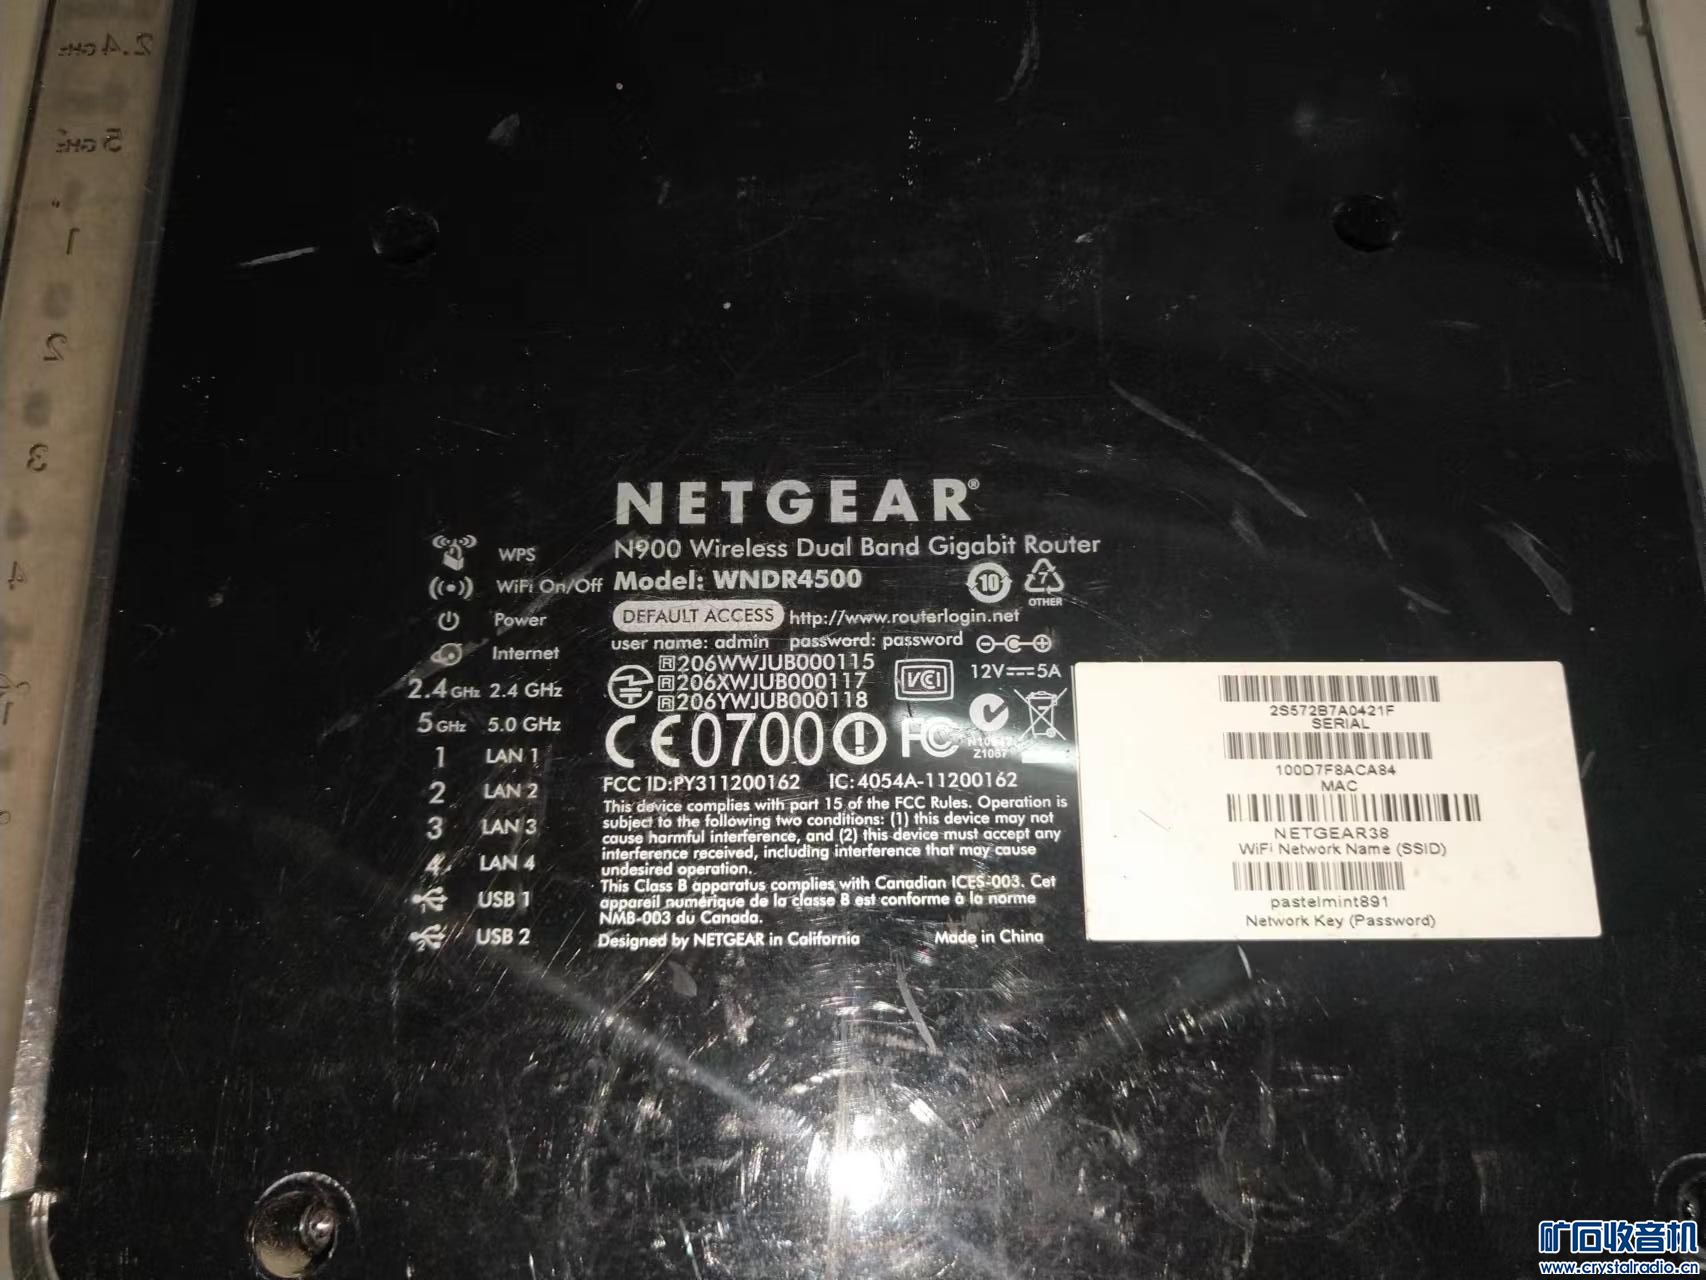 2.4GHz
5GHz
1
2
3
4
NETGEAR®
N900 Wireless Dual Band Gigabit Router
Model: WNDR4500
10
7
OTHER
DEFAULT ACCESS http://www.routerlogin.net
user name: admin password: password
R 206WWJUB000115
R 206XWJUB000117
R 206YWJUB000118
VCCI
12V 5A
CE0700 FC
Z1087
FCC ID:PY311200162 IC: 4054A-11200162
This device complies with part 15 of the FCC Rules. Operation is
subject to the following two conditions: (1) this device may not
cause harmful interference, and (2) this device must accept any
interference received, including interference that may cause
undesired operation.
This Class B apparatus complies with Canadian ICES-003. Cet
appareil numérique de la classe B est conforme à la norme
NMB-003 du Canada.
Designed by NETGEAR in California Made in China
WPS
WiFi On/Off
Power
Internet
2.4GHz 2.4 GHz
5GHz 5.0 GHz
1 LAN 1
2 LAN 2
3 LAN 3
4 LAN 4
USB 1
USB 2
2S572B7A0421F
SERIAL
100D7F8ACA84
MAC
NETGEAR38
WiFi Network Name (SSID)
pastelmint891
Network Key (Password)
矿石收音机
www.crystalradio.cn